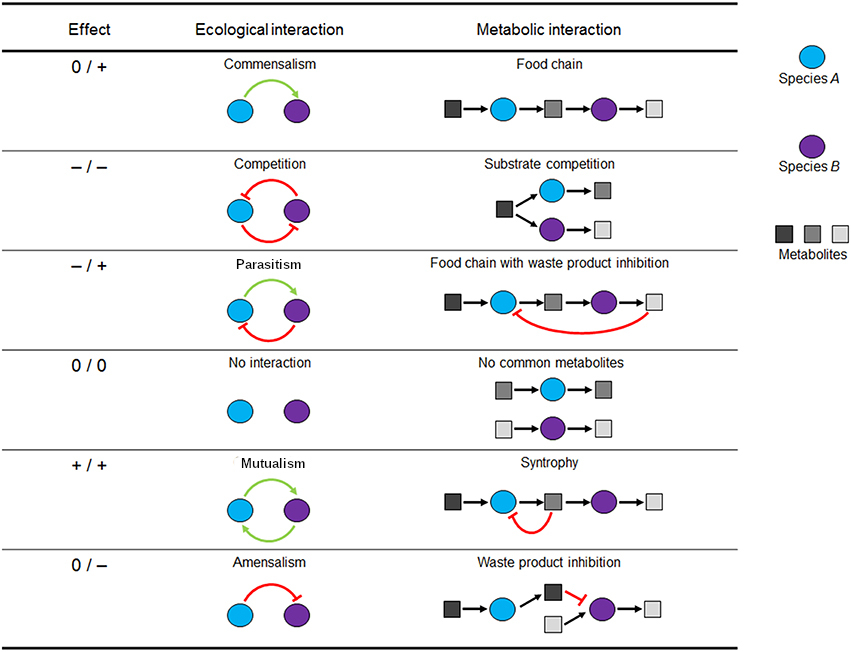 Effect Ecological interaction Metabolic interaction
0 / + Commensalism Food chain
Species A
– / – Competition Substrate competition
Species B
– / + Parasitism Food chain with waste product inhibition
Metabolites
0 / 0 No interaction No common metabolites
+ / + Mutualism Syntrophy
0 / – Amensalism Waste product inhibition